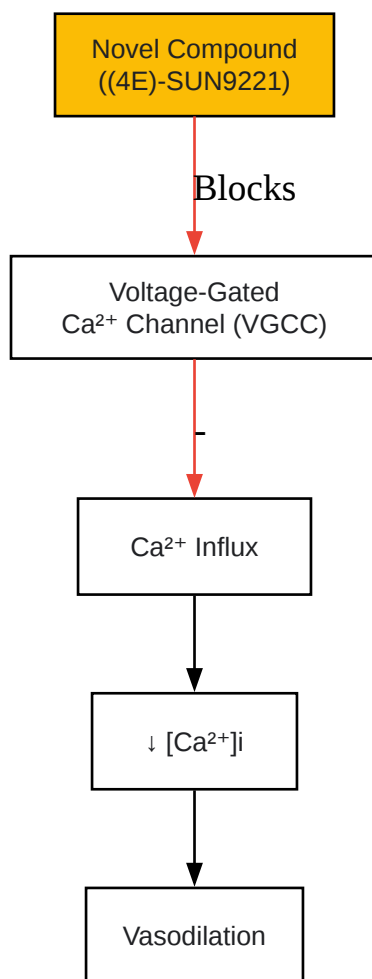 Novel Compound
((4E)-SUN9221)
Blocks
Voltage-Gated
Ca²⁺ Channel (VGCC)
-
Ca²⁺ Influx
↓ [Ca²⁺]i
Vasodilation